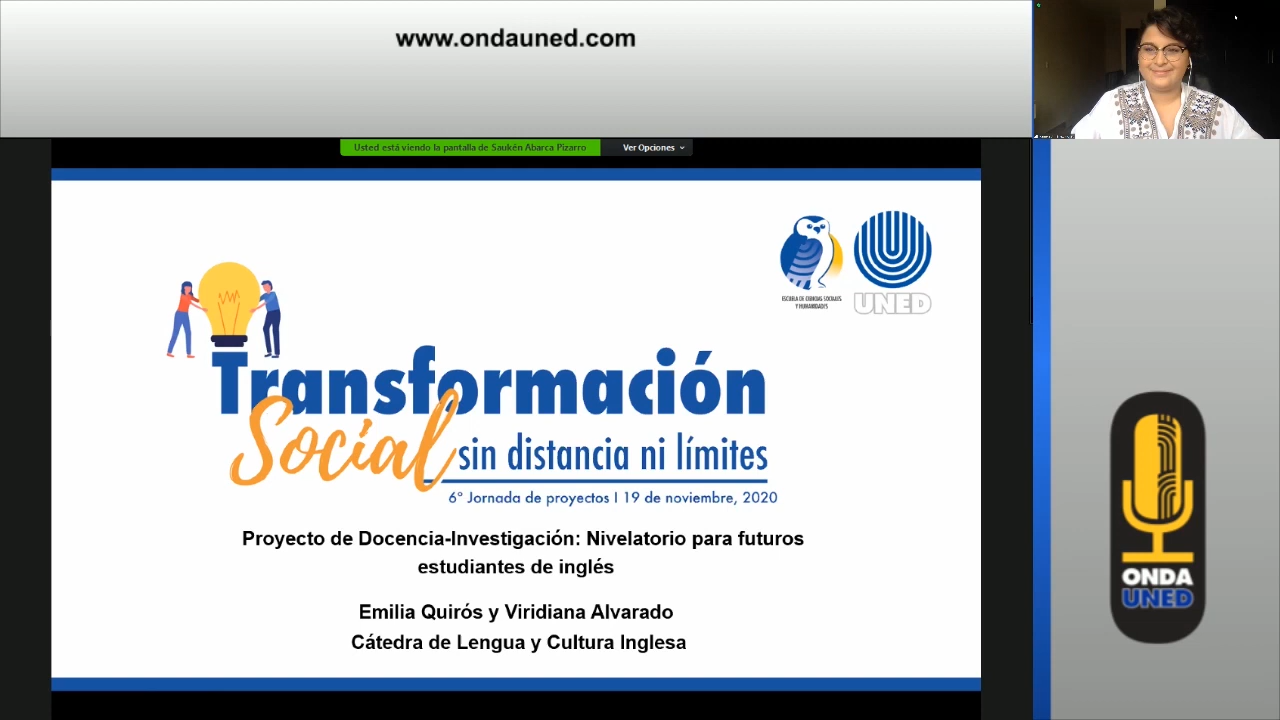 www.ondauned.com
Usted está viendo la pantalla de Saukén Abarca Pizarro
Ver Opciones
ESCUELA DE CIENCIAS SOCIALES
Y HUMANIDADES
UNED
Transformación
Social sin distancia ni límites
6° Jornada de proyectos I 19 de noviembre, 2020
Proyecto de Docencia-Investigación: Nivelatorio para futuros
estudiantes de inglés
Emilia Quirós y Viridiana Alvarado
Cátedra de Lengua y Cultura Inglesa
ONDA
UNED